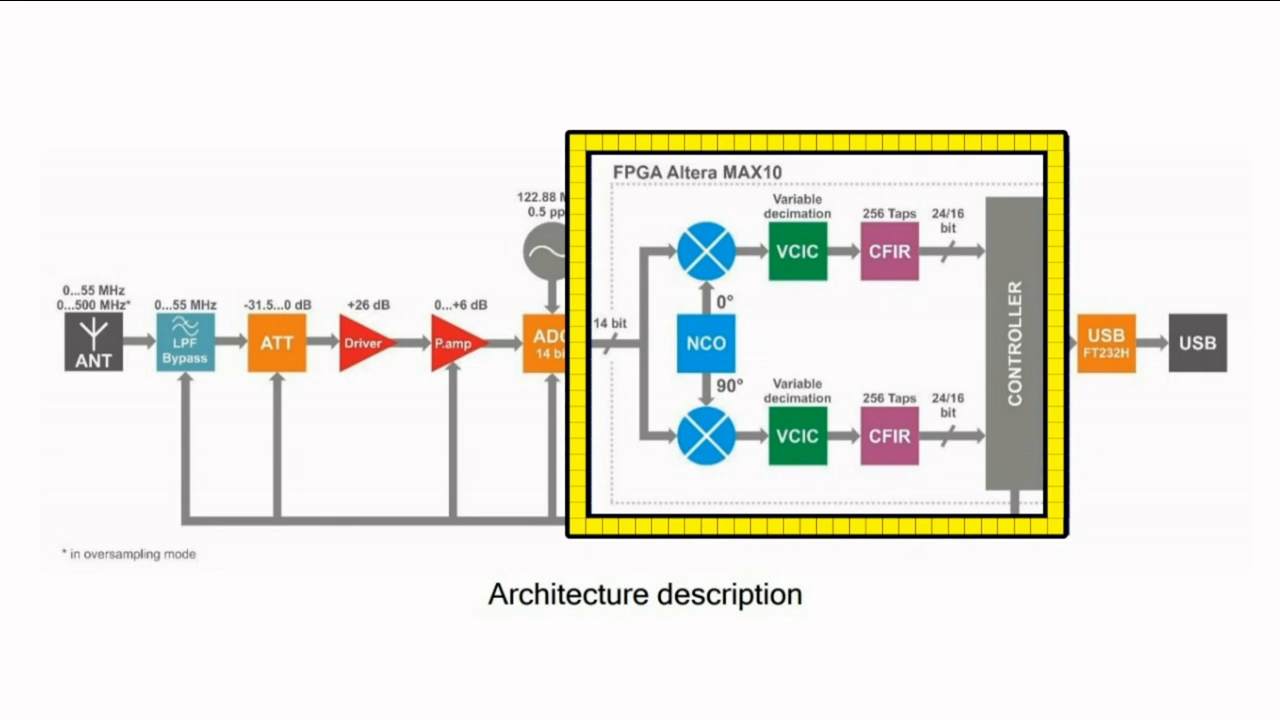 FPGA Altera MAX10
122.88
0.5
Variable
decimation
256 Taps
24/16
bit
VCIC
CFIR
0...55 MHz
0...500 MHz*
0...55 MHz
-31.5...0 dB
+26 dB
0...+6 dB
0°
14 bit
ANT
LPF
Bypass
ATT
Driver
P.amp
14
NCO
CONTROLLER
USB
FT232H
USB
90°
Variable
decimation
256 Taps
24/16
bit
VCIC
CFIR
* in oversampling mode
Architecture description